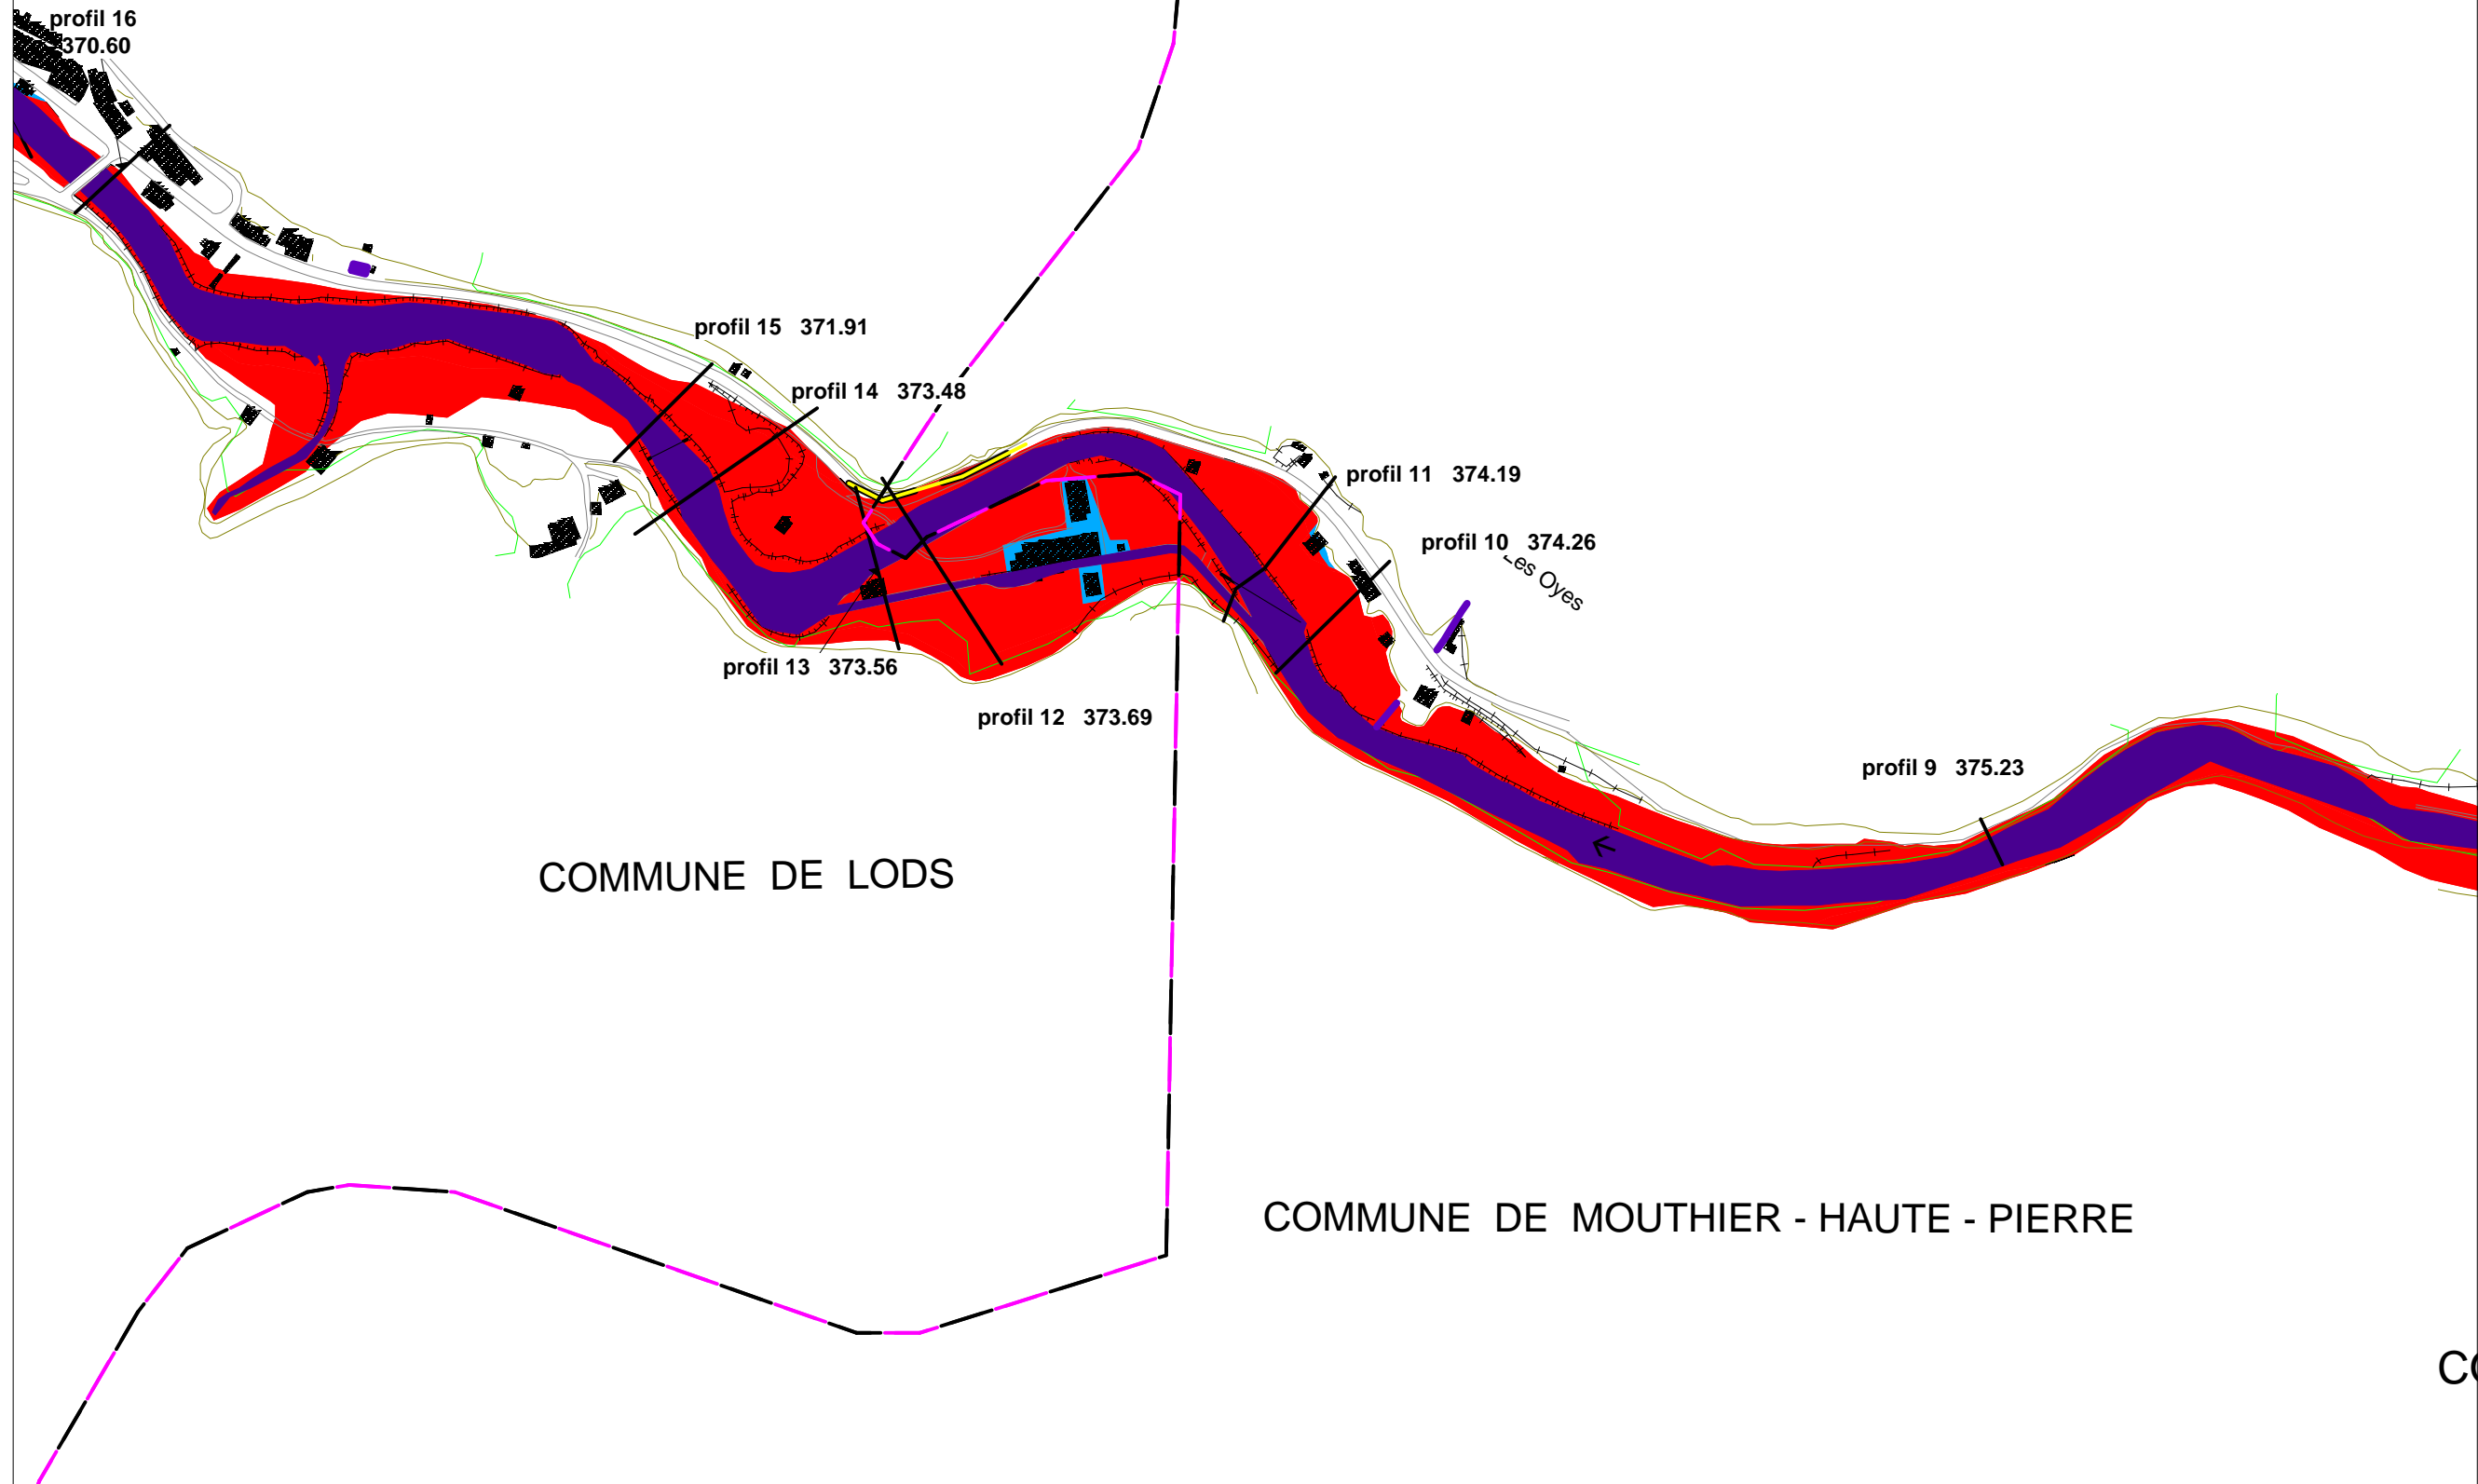 profil 16
370.60
profil 15 371.91
profil 14 373.48
profil 11 374.19
profil 10 374.26
Les Oyes
profil 13 373.56
profil 12 373.69
profil 9 375.23
COMMUNE DE LODS
COMMUNE DE MOUTHIER - HAUTE - PIERRE